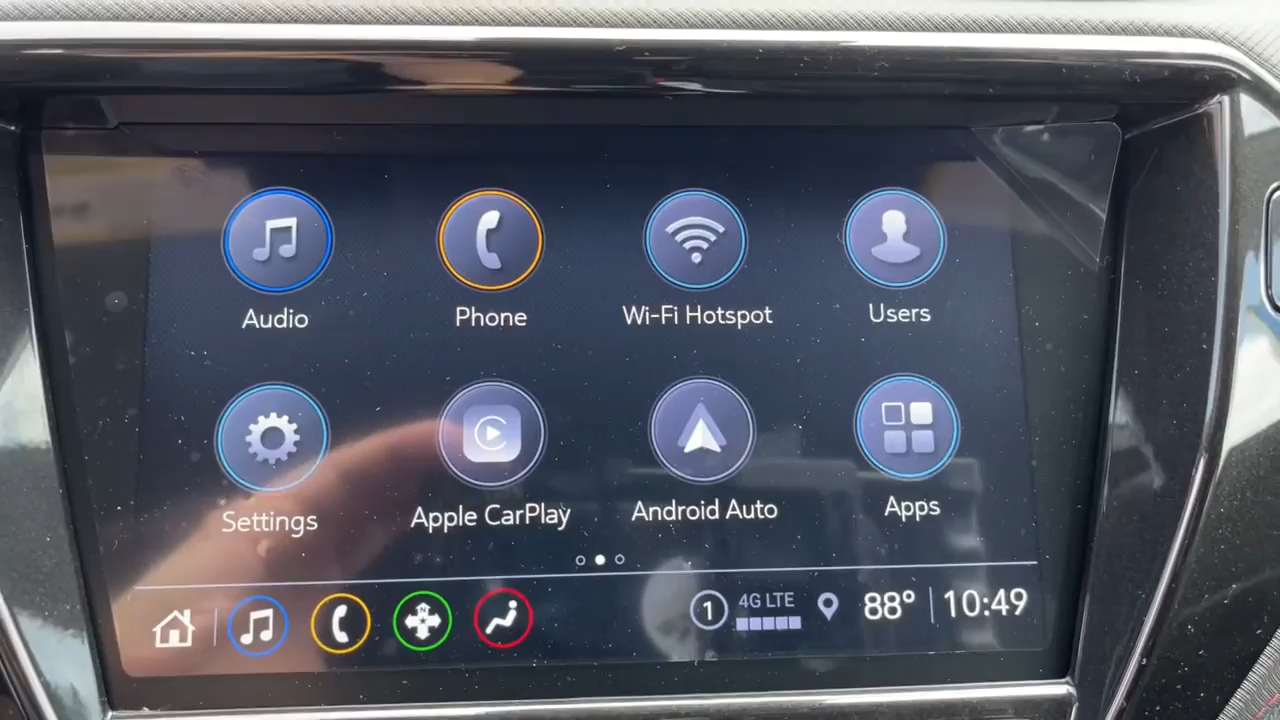 Audio
Phone
Wi-Fi Hotspot
Users
Settings
Apple CarPlay
Android Auto
Apps
N
1
4G LTE
88°
10:49